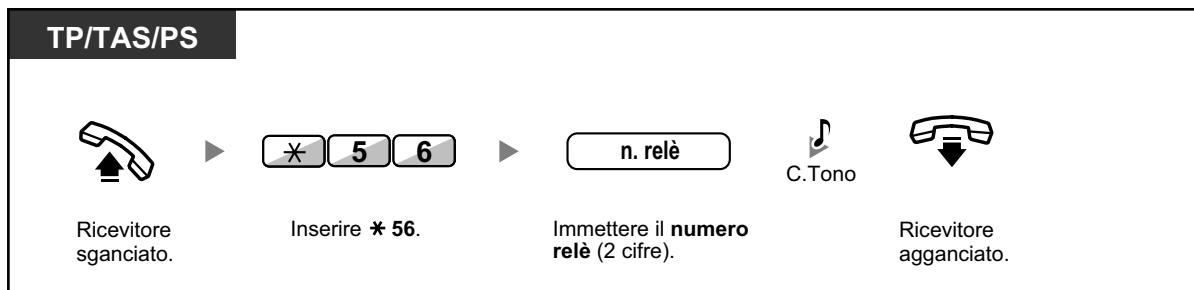 TP/TAS/PS
✳ 5 6
n. relè
C.Tono
Ricevitore
sganciato.
Inserire ✳ 56.
Immettere il numero
relè (2 cifre).
Ricevitore
agganciato.